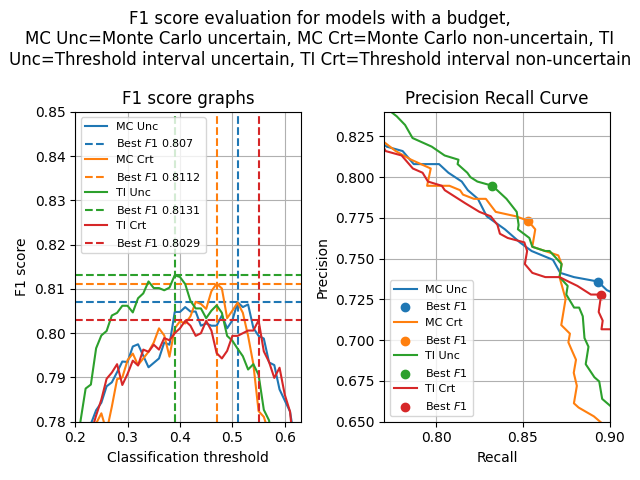 F1 score evaluation for models with a budget,
MC Unc=Monte Carlo uncertain, MC Crt=Monte Carlo non-uncertain, TI
Unc=Threshold interval uncertain, TI Crt=Threshold interval non-uncertain
F1 score graphs
0.85
0.84
0.83
0.82
0.81
0.80
0.79
0.78
F1 score
MC Unc
Best F1 0.807
MC Crt
Best F1 0.8112
TI Unc
Best F1 0.8131
TI Crt
Best F1 0.8029
0.2 0.3 0.4 0.5 0.6
Classification threshold
Precision Recall Curve
0.825
0.800
0.775
0.750
0.725
0.700
0.675
0.650
Precision
MC Unc
Best F1
MC Crt
Best F1
TI Unc
Best F1
TI Crt
Best F1
0.80 0.85 0.90
Recall